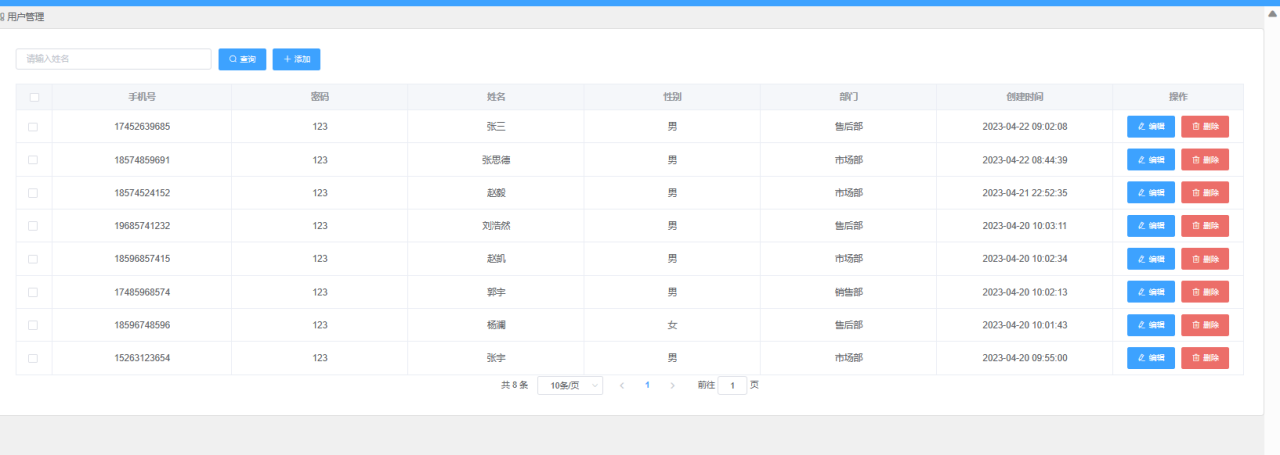 用户管理
请输入姓名 查询 添加
手机号 密码 姓名 性别 部门 创建时间 操作
17452639685 123 张三 男 售后部 2023-04-22 09:02:08 编辑 删除
18574859691 123 张思德 男 市场部 2023-04-22 08:44:39 编辑 删除
18574524152 123 赵毅 男 市场部 2023-04-21 22:52:35 编辑 删除
19685741232 123 刘浩然 男 售后部 2023-04-20 10:03:11 编辑 删除
18596857415 123 赵凯 男 市场部 2023-04-20 10:02:34 编辑 删除
17485968574 123 郭宇 男 销售部 2023-04-20 10:02:13 编辑 删除
18596748596 123 杨澜 女 售后部 2023-04-20 10:01:43 编辑 删除
15263123654 123 张宇 男 市场部 2023-04-20 09:55:00 编辑 删除
共 8 条 10条/页 1 前往 1 页